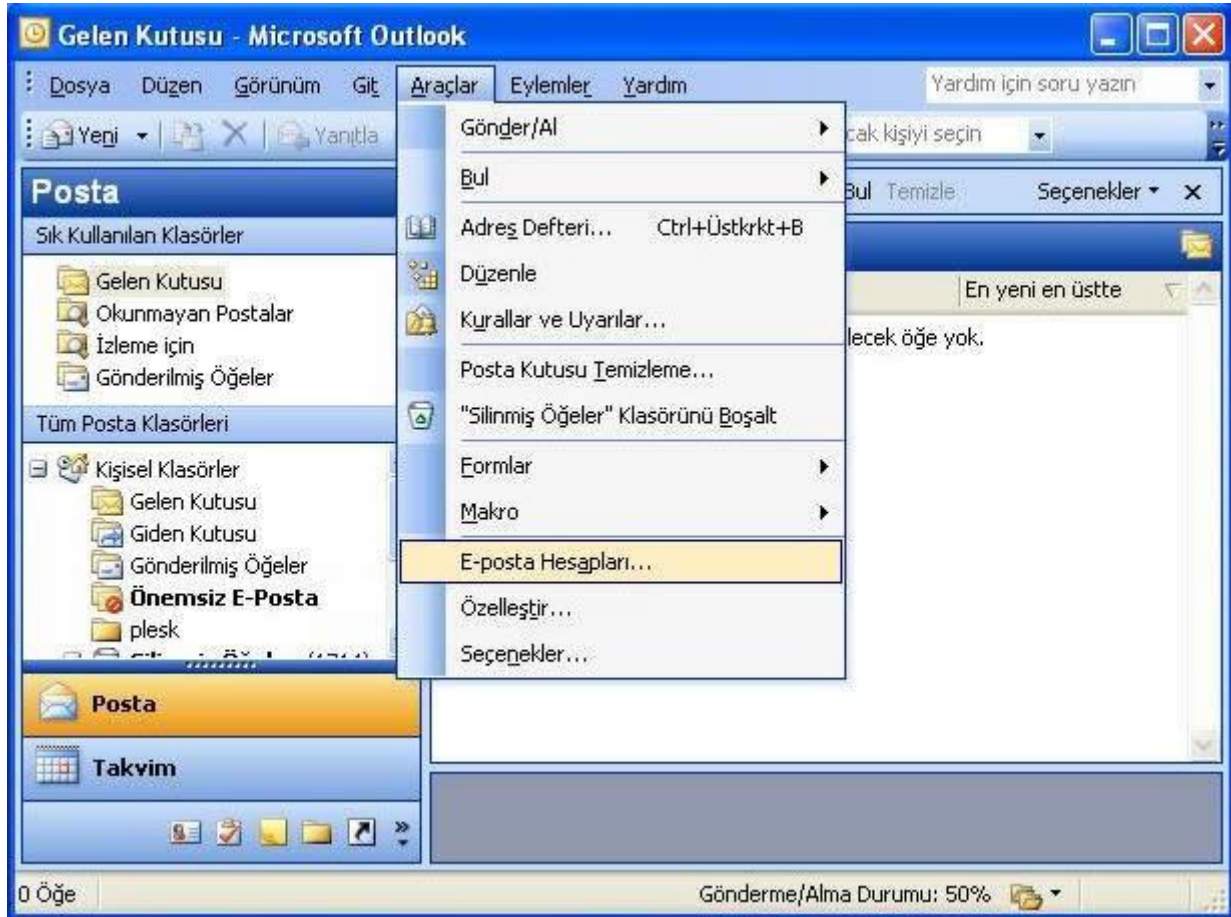 Gelen Kutusu - Microsoft Outlook
Dosya Düzen Görünüm Git Araçlar Eylemler Yardım Yardım için soru yazın
Yeni Yanıtla
cak kişiyi seçin
Posta
Bul Temizle Seçenekler
Sık Kullanılan Klasörler
Gelen Kutusu
Okunmayan Postalar
İzleme için
Gönderilmiş Öğeler
Tüm Posta Klasörleri
Kişisel Klasörler
Gelen Kutusu
Giden Kutusu
Gönderilmiş Öğeler
Önemsiz E-Posta
plesk
Gönder/Al
Bul
Adres Defteri... Ctrl+Üstkrkt+B
Düzenle
Kurallar ve Uyarılar...
Posta Kutusu Temizleme...
"Silinmiş Öğeler" Klasörünü Boşalt
Formlar
Makro
E-posta Hesapları...
Özelleştir...
Seçenekler...
En yeni en üstte
lecek öğe yok.
Posta
Takvim
0 Öğe Gönderme/Alma Durumu: 50%